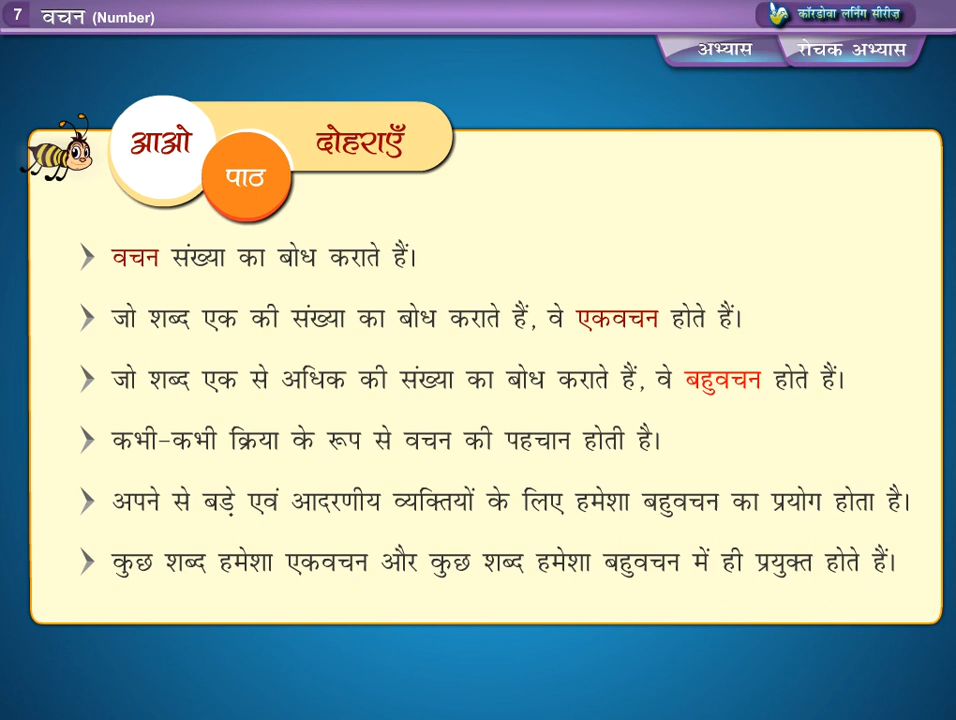 7 वचन (Number)
कॉरडोवा लर्निंग सीरीज़
अभ्यास
रोचक अभ्यास
आओ पाठ दोहराएँ
वचन संख्या का बोध कराते हैं।
जो शब्द एक की संख्या का बोध कराते हैं, वे एकवचन होते हैं।
जो शब्द एक से अधिक की संख्या का बोध कराते हैं, वे बहुवचन होते हैं।
कभी-कभी क्रिया के रूप से वचन की पहचान होती है।
अपने से बड़े एवं आदरणीय व्यक्तियों के लिए हमेशा बहुवचन का प्रयोग होता है।
कुछ शब्द हमेशा एकवचन और कुछ शब्द हमेशा बहुवचन में ही प्रयुक्त होते हैं।